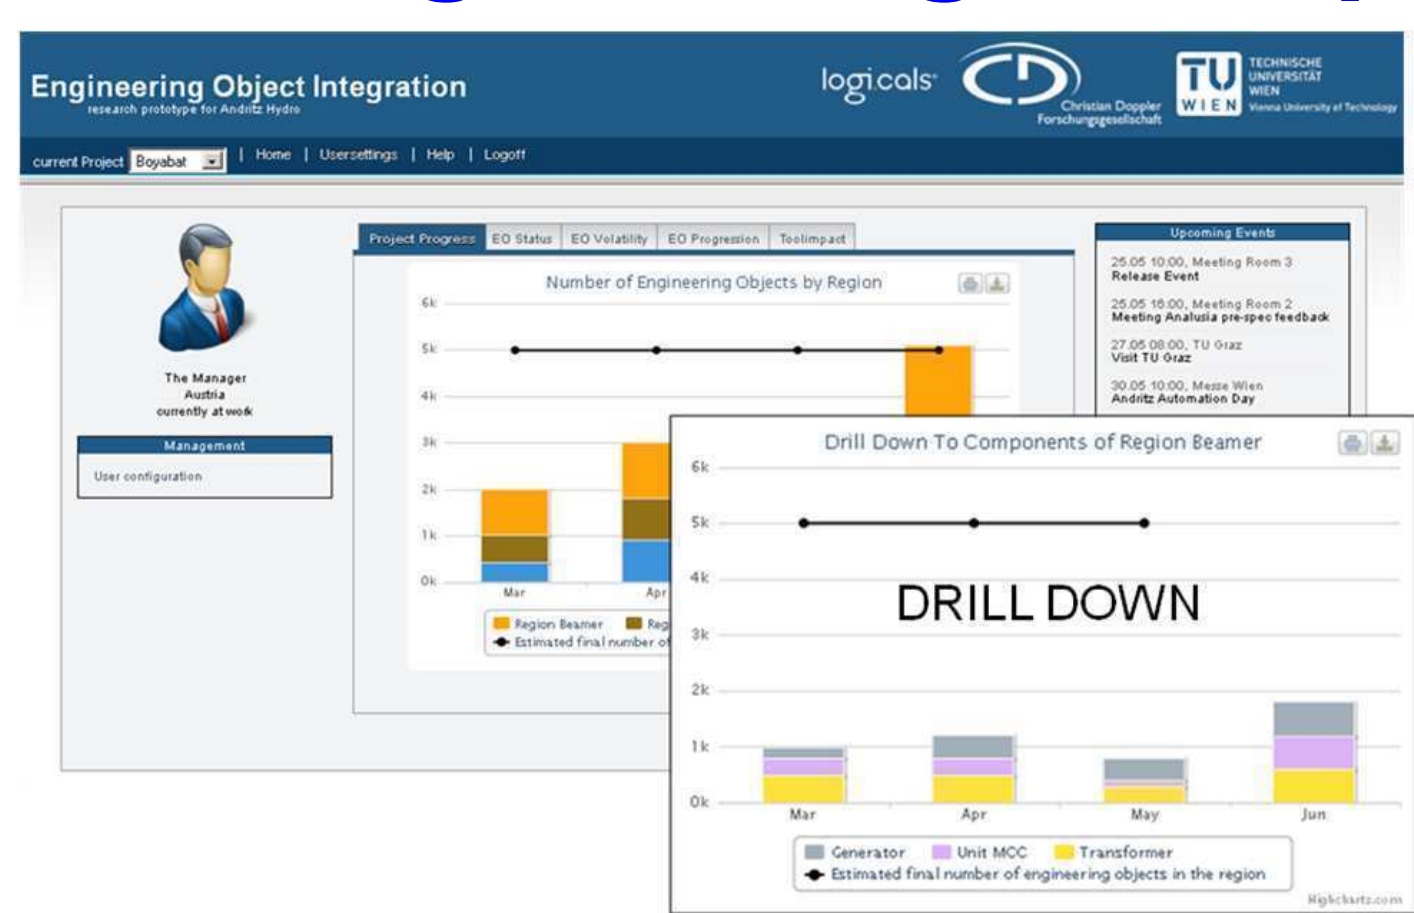 Engineering Object Integration
research prototype for Andritz Hydro
logi.cals
CD
Christian Doppler
Forschungsgesellschaft
TU
WIEN
TECHNISCHE
UNIVERSITÄT
WIEN
Vienna University of Technology
current Project Boyabat | Home | Usersettings | Help | Logoff
The Manager
Austria
currently at work
Management
User configuration
Project Progress EO Status EO Volatility EO Progression Toolimpact
Number of Engineering Objects by Region
6k
5k
4k
3k
2k
1k
0k
Mar Apr
Region Beamer Reg
Estimated final number of
Upcoming Events
25.05 10:00, Meeting Room 3
Release Event
25.05 16:00, Meeting Room 2
Meeting Analusia pre-spec feedback
27.05 08:00, TU Graz
Visit TU Graz
30.05 10:00, Messe Wien
Andritz Automation Day
Drill Down To Components of Region Beamer
6k
5k
4k
DRILL DOWN
3k
2k
1k
0k
Mar Apr May Jun
Generator Unit MCC Transformer
Estimated final number of engineering objects in the region
Highcharts.com